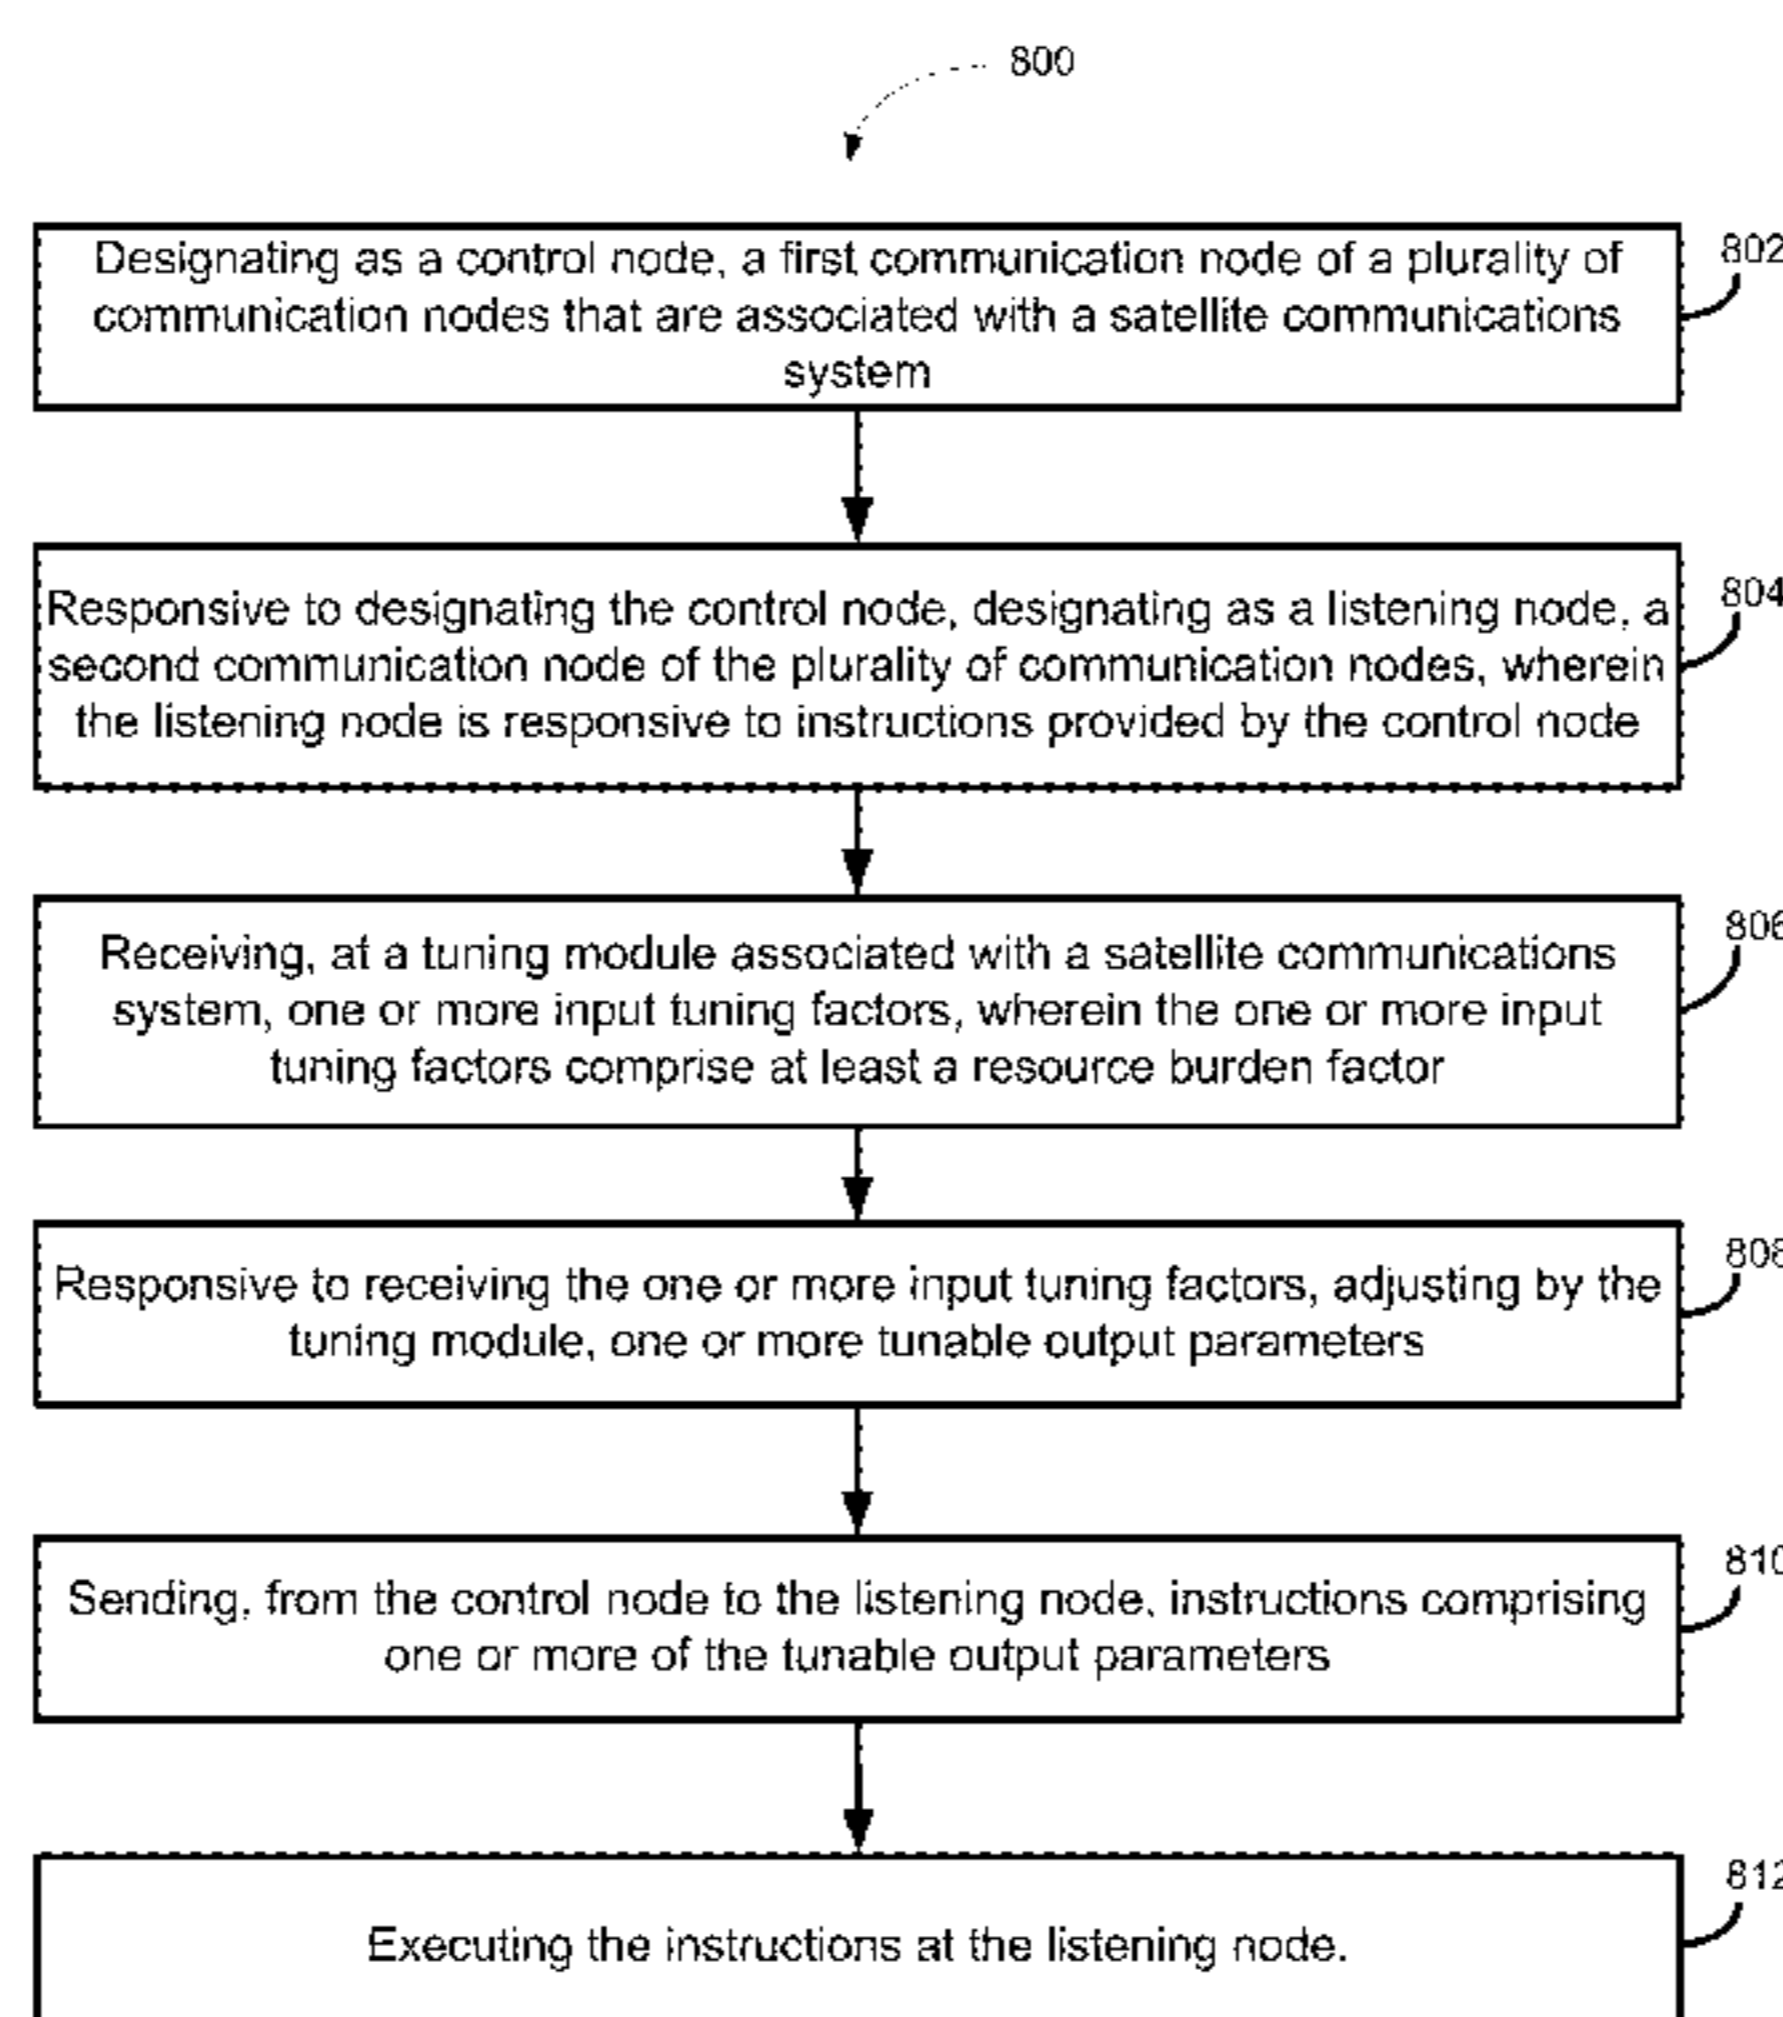 800
Designating as a control node, a first communication node of a plurality of
communication nodes that are associated with a satellite communications
system
802
Responsive to designating the control node, designating as a listening node, a
second communication node of the plurality of communication nodes, wherein
the listening node is responsive to instructions provided by the control node
804
Receiving, at a tuning module associated with a satellite communications
system, one or more input tuning factors, wherein the one or more input
tuning factors comprise at least a resource burden factor
806
Responsive to receiving the one or more input tuning factors, adjusting by the
tuning module, one or more tunable output parameters
808
Sending, from the control node to the listening node, instructions comprising
one or more of the tunable output parameters
810
Executing the instructions at the listening node.
812